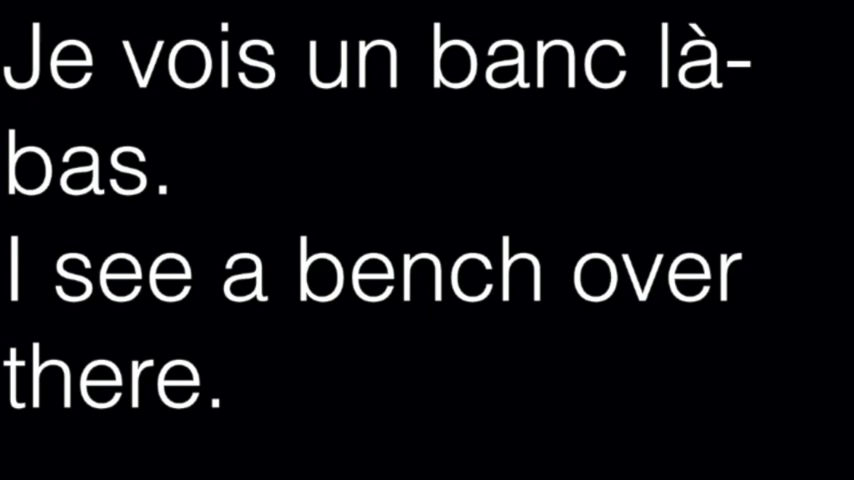 Je vois un banc là-
bas.
I see a bench over
there.